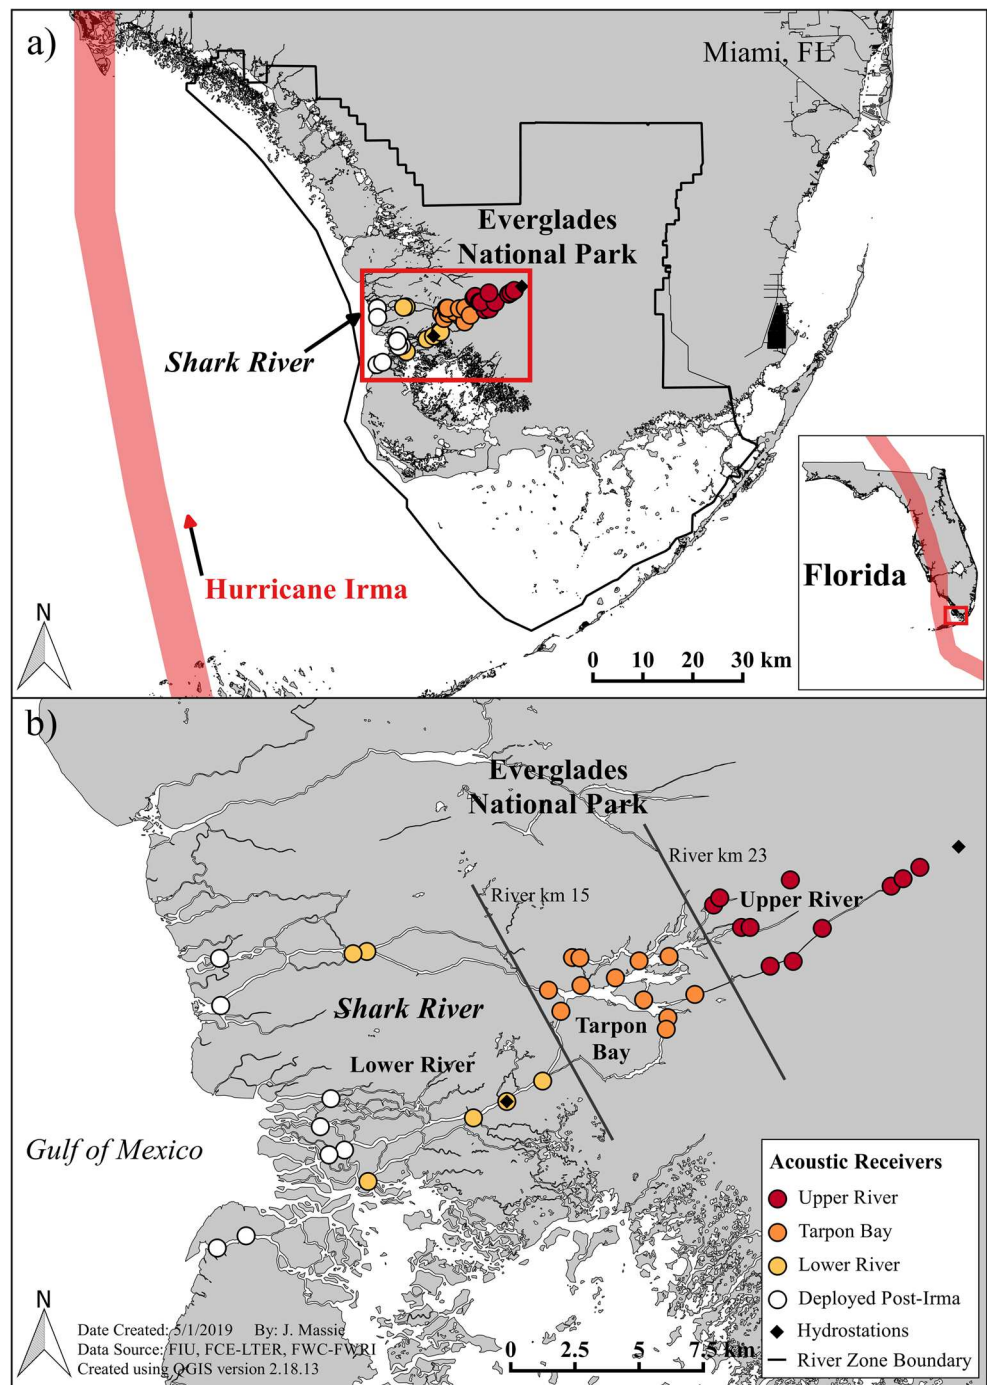 a)
Miami, FL
Everglades
National Park
Shark River
Hurricane Irma
Florida
N
0 5 10 15 20 25 30 km
b)
Everglades
National Park
River km 23
River km 15
Upper River
Shark River
Tarpon
Bay
Lower River
Gulf of Mexico
Acoustic Receivers
Upper River
Tarpon Bay
Lower River
Deployed Post-Irma
Hydrostations
River Zone Boundary
N
Date Created: 5/1/2019 By: J. Massie
Data Source: FIU, FCE-LTER, FWC-FWRI
Created using QGIS version 2.18.13
0 2.5 5 7.5 km